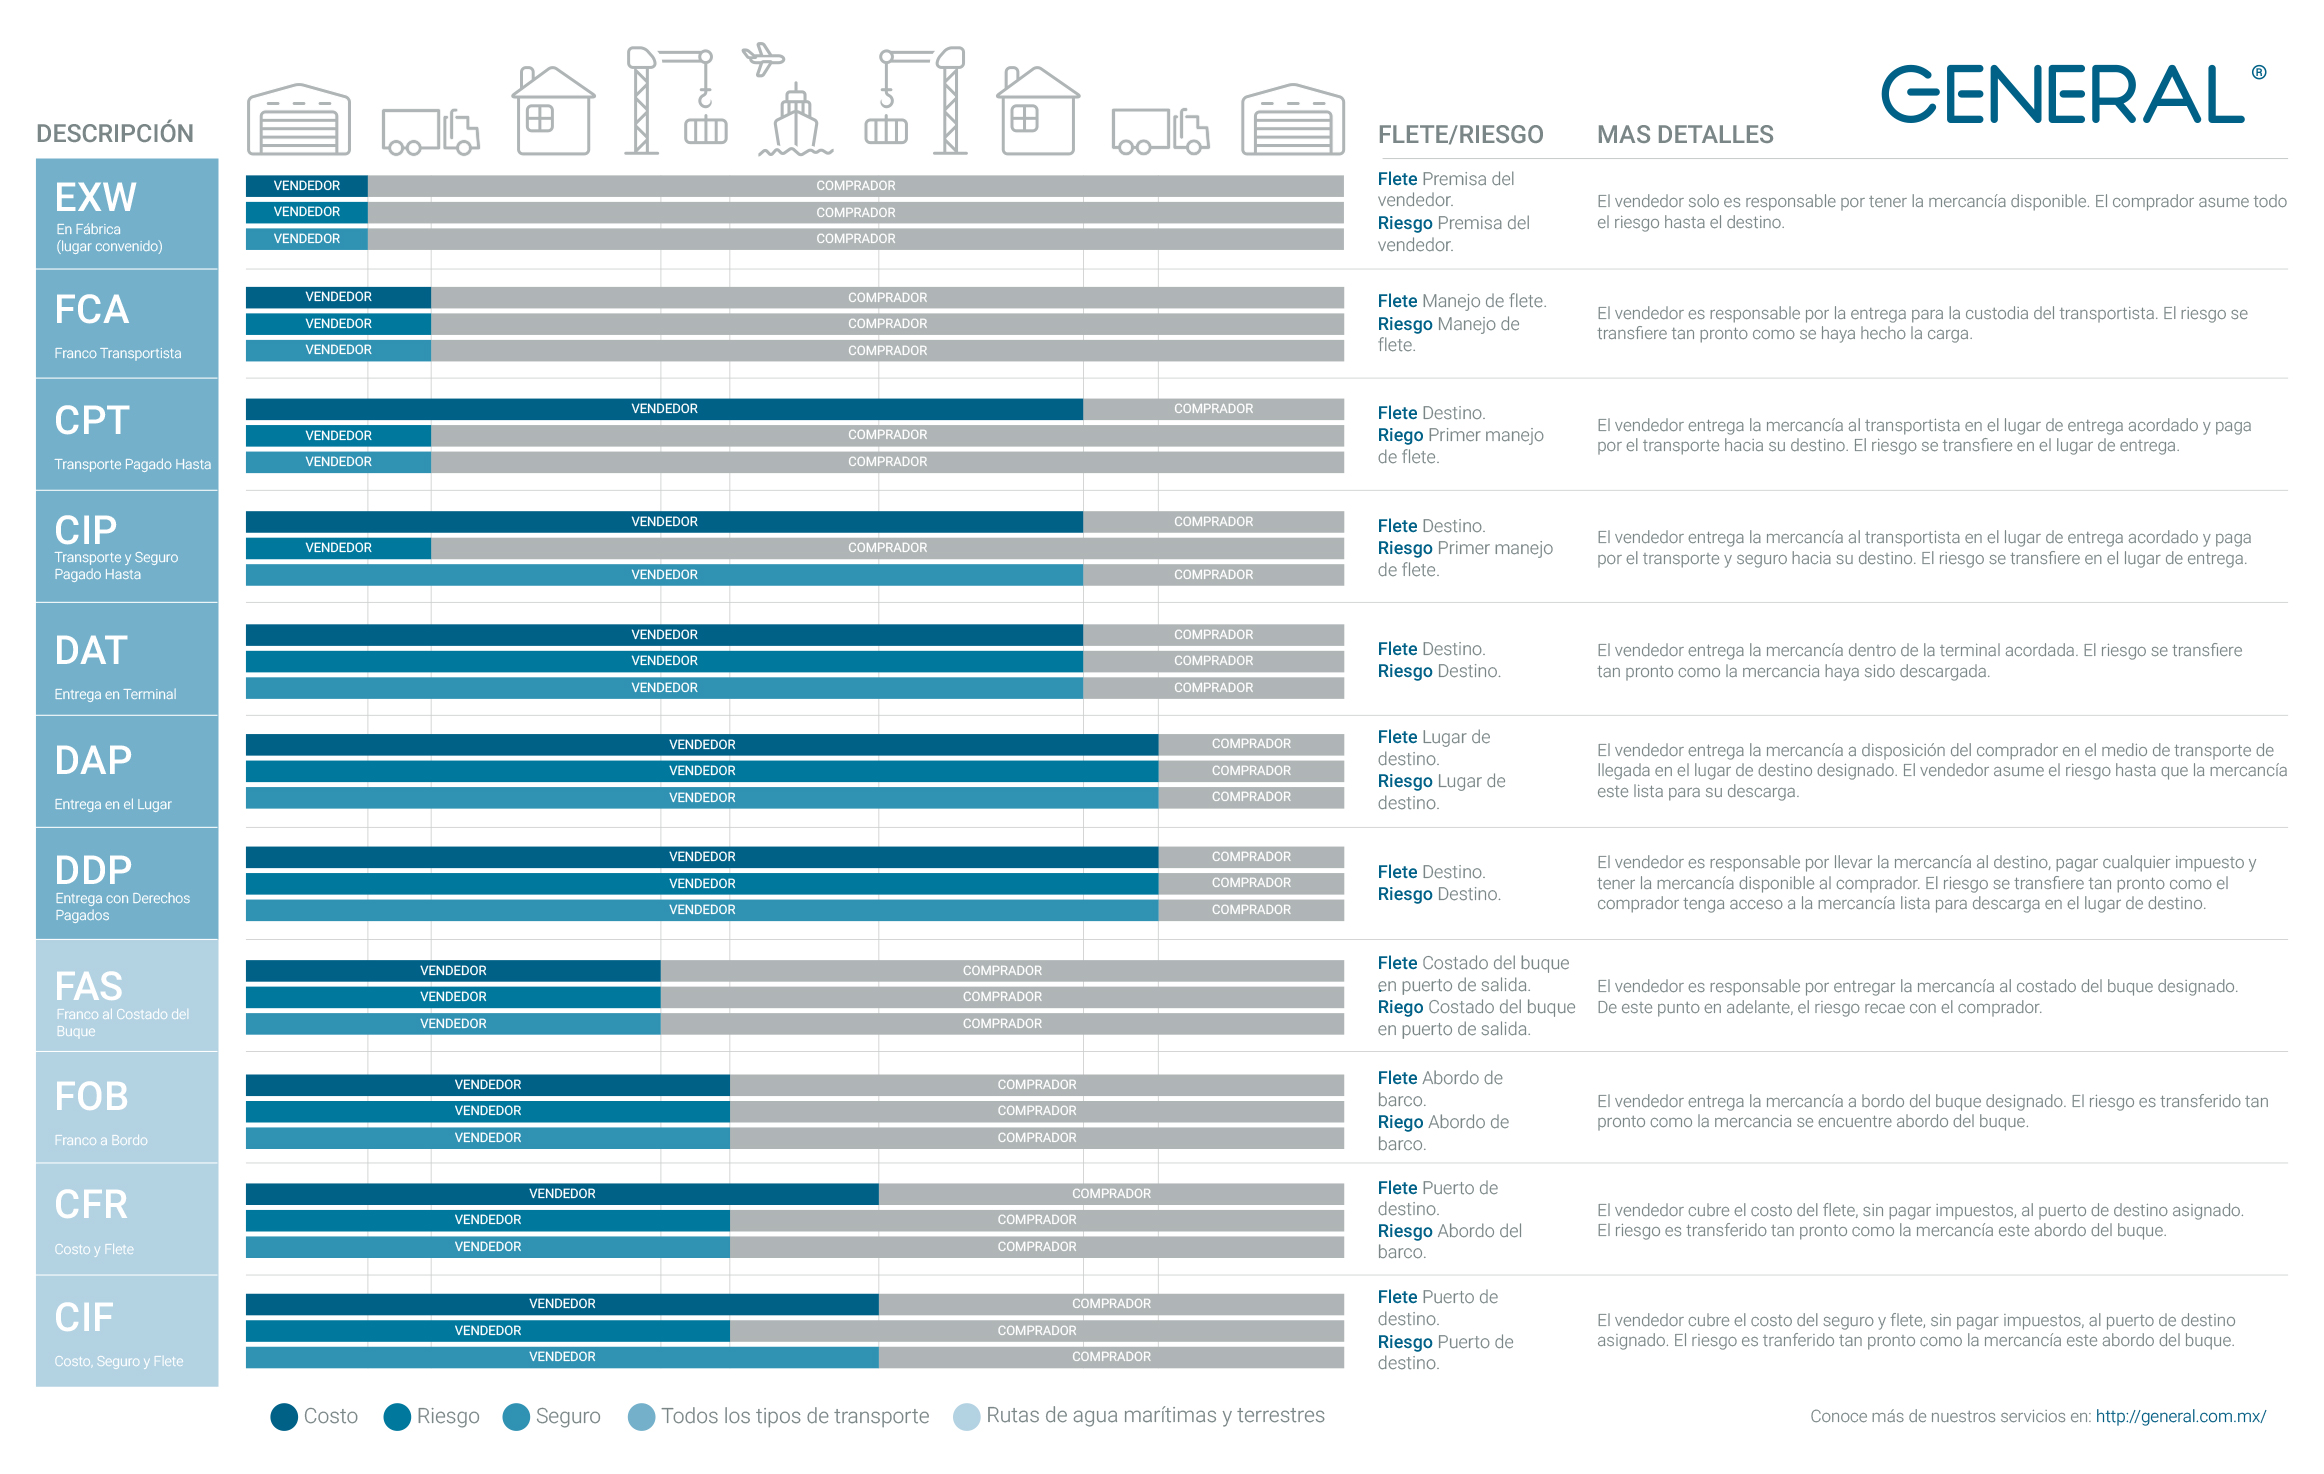 GENERAL®
DESCRIPCIÓN
FLETE/RIESGO
MAS DETALLES
EXW
En Fábrica
(lugar convenido)
VENDEDOR COMPRADOR
VENDEDOR COMPRADOR
VENDEDOR COMPRADOR
Flete Premisa del
vendedor.
Riesgo Premisa del
vendedor.
El vendedor solo es responsable por tener la mercancía disponible. El comprador asume todo
el riesgo hasta el destino.
FCA
Franco Transportista
VENDEDOR COMPRADOR
VENDEDOR COMPRADOR
VENDEDOR COMPRADOR
Flete Manejo de flete.
Riesgo Manejo de
flete.
El vendedor es responsable por la entrega para la custodia del transportista. El riesgo se
transfiere tan pronto como se haya hecho la carga.
CPT
Transporte Pagado Hasta
VENDEDOR COMPRADOR
VENDEDOR COMPRADOR
VENDEDOR COMPRADOR
Flete Destino.
Riego Primer manejo
de flete.
El vendedor entrega la mercancía al transportista en el lugar de entrega acordado y paga
por el transporte hacia su destino. El riesgo se transfiere en el lugar de entrega.
CIP
Transporte y Seguro
Pagado Hasta
VENDEDOR COMPRADOR
VENDEDOR COMPRADOR
VENDEDOR COMPRADOR
Flete Destino.
Riesgo Primer manejo
de flete.
El vendedor entrega la mercancía al transportista en el lugar de entrega acordado y paga
por el transporte y seguro hacia su destino. El riesgo se transfiere en el lugar de entrega.
DAT
Entrega en Terminal
VENDEDOR COMPRADOR
VENDEDOR COMPRADOR
VENDEDOR COMPRADOR
Flete Destino.
Riesgo Destino.
El vendedor entrega la mercancía dentro de la terminal acordada. El riesgo se transfiere
tan pronto como la mercancia haya sido descargada.
DAP
Entrega en el Lugar
VENDEDOR COMPRADOR
VENDEDOR COMPRADOR
VENDEDOR COMPRADOR
Flete Lugar de
destino.
Riesgo Lugar de
destino.
El vendedor entrega la mercancía a disposición del comprador en el medio de transporte de
llegada en el lugar de destino designado. El vendedor asume el riesgo hasta que la mercancía
este lista para su descarga.
DDP
Entrega con Derechos
Pagados
VENDEDOR COMPRADOR
VENDEDOR COMPRADOR
VENDEDOR COMPRADOR
Flete Destino.
Riesgo Destino.
El vendedor es responsable por llevar la mercancía al destino, pagar cualquier impuesto y
tener la mercancía disponible al comprador. El riesgo se transfiere tan pronto como el
comprador tenga acceso a la mercancía lista para descarga en el lugar de destino.
FAS
Franco al Costado del
Buque
VENDEDOR COMPRADOR
VENDEDOR COMPRADOR
VENDEDOR COMPRADOR
Flete Costado del buque
en puerto de salida.
Riego Costado del buque
en puerto de salida.
El vendedor es responsable por entregar la mercancía al costado del buque designado.
De este punto en adelante, el riesgo recae con el comprador.
FOB
Franco a Bordo
VENDEDOR COMPRADOR
VENDEDOR COMPRADOR
VENDEDOR COMPRADOR
Flete Abordo de
barco.
Riego Abordo de
barco.
El vendedor entrega la mercancía a bordo del buque designado. El riesgo es transferido tan
pronto como la mercancia se encuentre abordo del buque.
CFR
Costo y Flete
VENDEDOR COMPRADOR
VENDEDOR COMPRADOR
VENDEDOR COMPRADOR
Flete Puerto de
destino.
Riesgo Abordo del
barco.
El vendedor cubre el costo del flete, sin pagar impuestos, al puerto de destino asignado.
El riesgo es transferido tan pronto como la mercancía este abordo del buque.
CIF
Costo, Seguro y Flete
VENDEDOR COMPRADOR
VENDEDOR COMPRADOR
VENDEDOR COMPRADOR
Flete Puerto de
destino.
Riesgo Puerto de
destino.
El vendedor cubre el costo del seguro y flete, sin pagar impuestos, al puerto de destino
asignado. El riesgo es tranferido tan pronto como la mercancía este abordo del buque.
Costo Riesgo Seguro Todos los tipos de transporte Rutas de agua marítimas y terrestres
Conoce más de nuestros servicios en: http://general.com.mx/